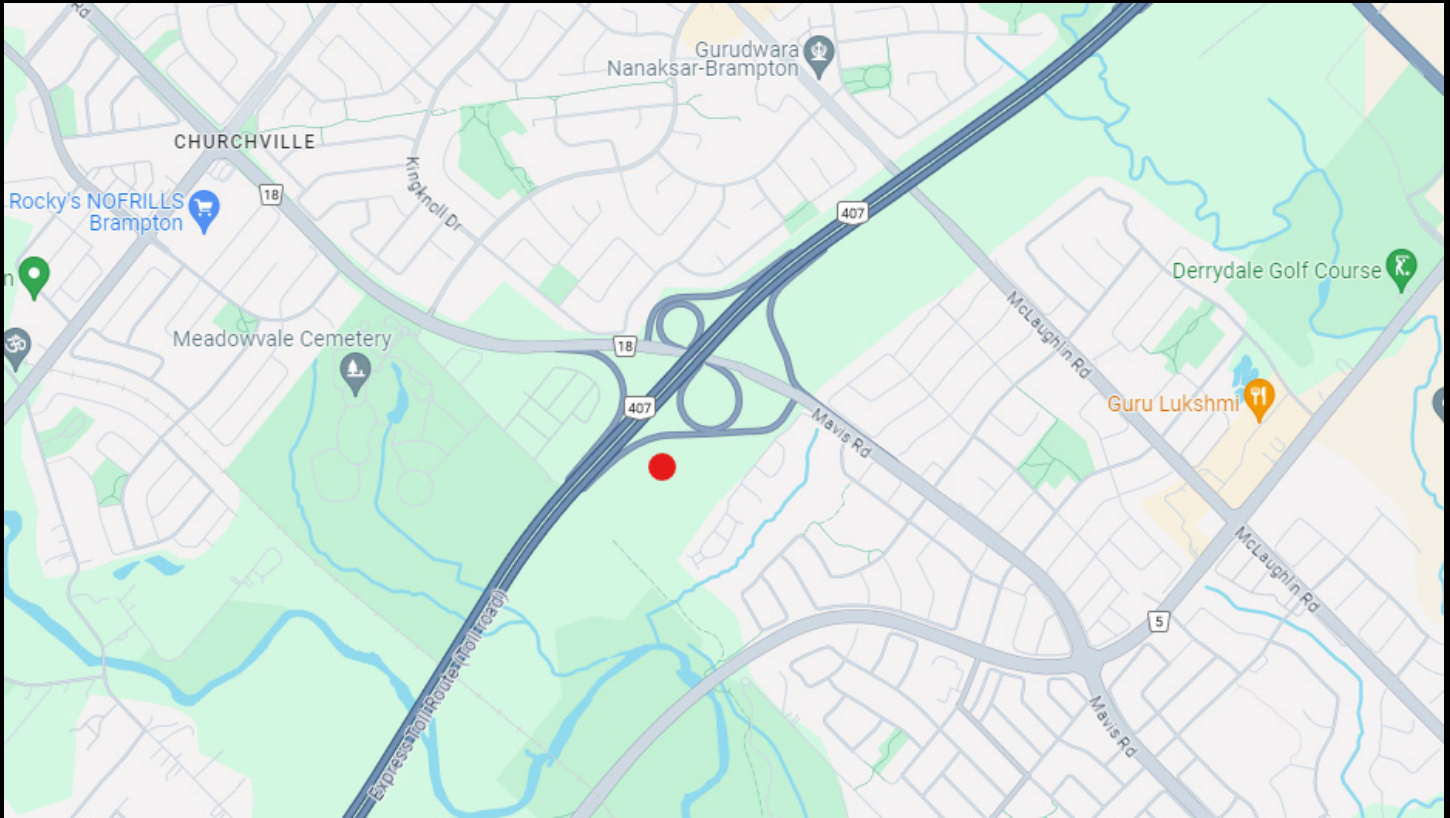 Rd
Gurudwara
Nanaksar-Brampton
CHURCHVILLE
Kingknoll Dr
18
Rocky's NOFRILLS
Brampton
407
n
Derrydale Golf Course
McLaughlin Rd
Meadowvale Cemetery
18
ॐ
407
Guru Lukshmi
Mavis Rd
McLaughlin Rd
5
Express Toll Route (Toll road)
Mavis Rd